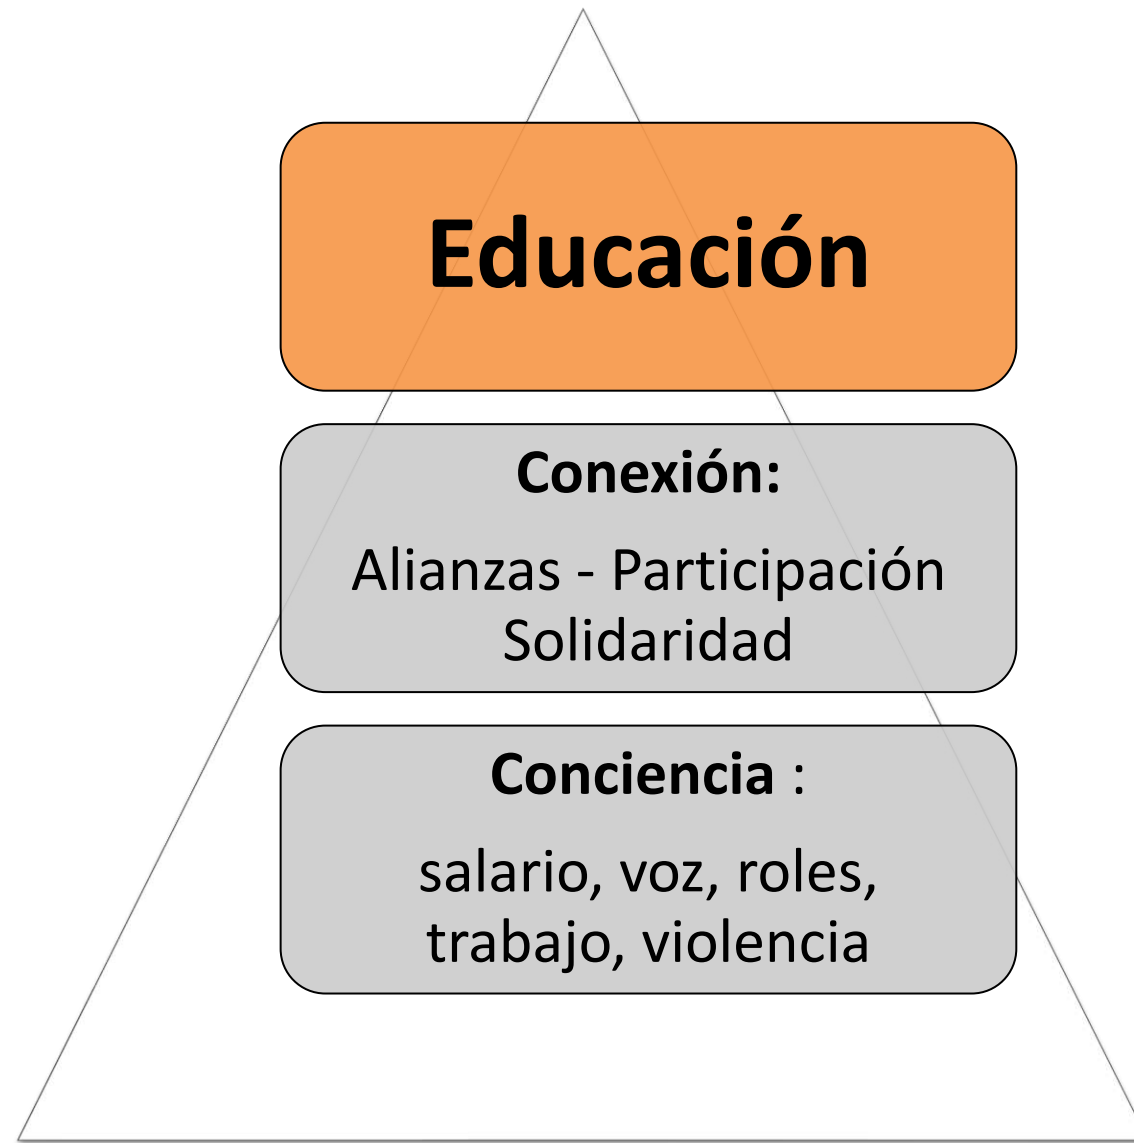 Educación
Conexión:
Alianzas - Participación
Solidaridad
Conciencia :
salario, voz, roles,
trabajo, violencia